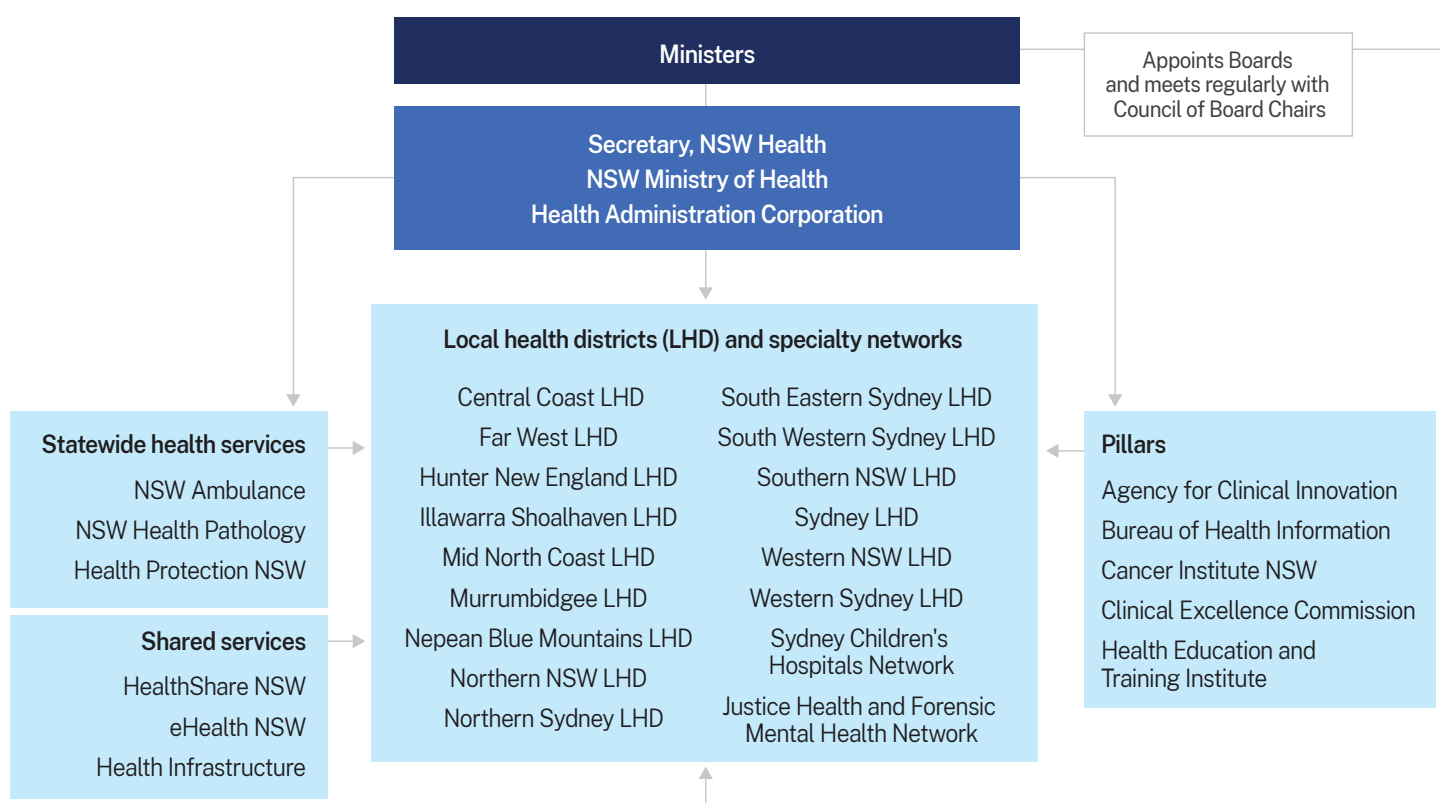 Ministers
Appoints Boards
and meets regularly with
Council of Board Chairs
Secretary, NSW Health
NSW Ministry of Health
Health Administration Corporation
Local health districts (LHD) and specialty networks
Central Coast LHD
Far West LHD
Hunter New England LHD
Illawarra Shoalhaven LHD
Mid North Coast LHD
Murrumbidgee LHD
Nepean Blue Mountains LHD
Northern NSW LHD
Northern Sydney LHD
South Eastern Sydney LHD
South Western Sydney LHD
Southern NSW LHD
Sydney LHD
Western NSW LHD
Western Sydney LHD
Sydney Children's
Hospitals Network
Justice Health and Forensic
Mental Health Network
Statewide health services
NSW Ambulance
NSW Health Pathology
Health Protection NSW
Shared services
HealthShare NSW
eHealth NSW
Health Infrastructure
Pillars
Agency for Clinical Innovation
Bureau of Health Information
Cancer Institute NSW
Clinical Excellence Commission
Health Education and
Training Institute